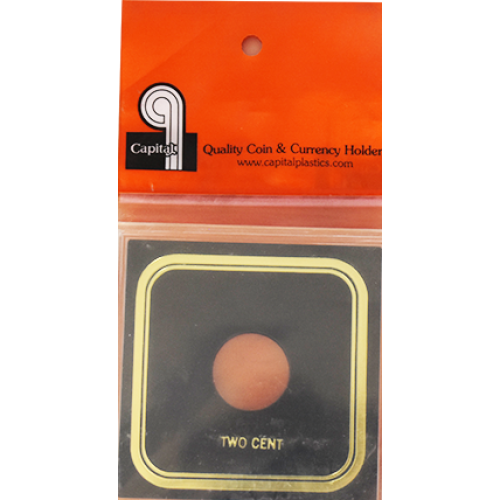 Capital
Quality Coin & Currency Holder
www.capitalplastics.com
TWO CENT